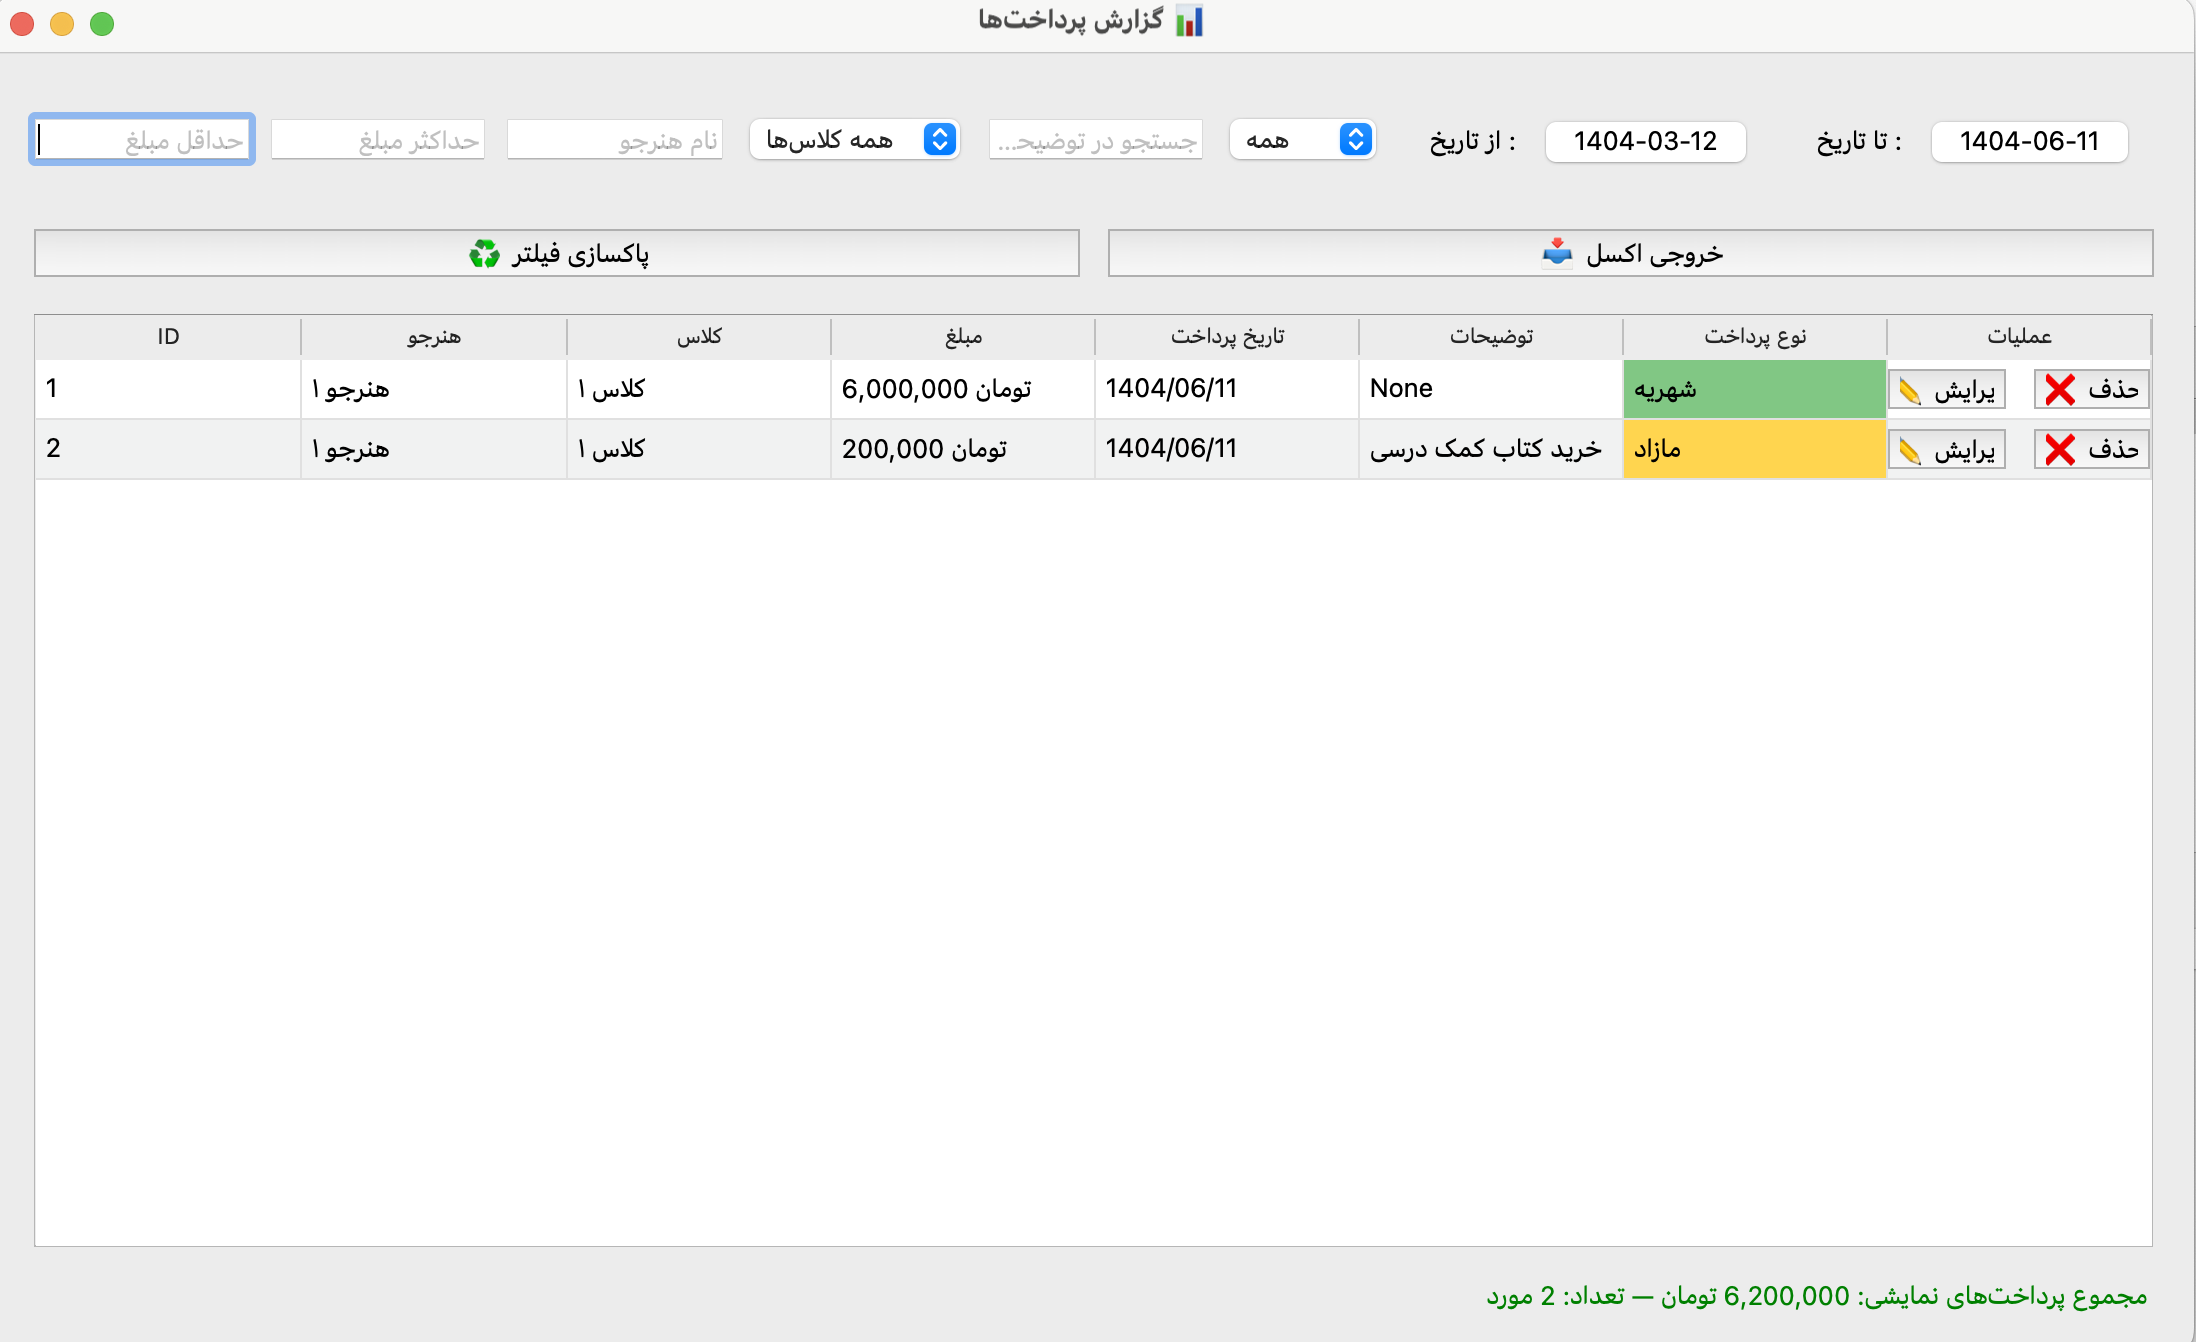 📊 گزارش پرداخت‌ها
حداقل مبلغ
حداکثر مبلغ
نام هنرجو
همه کلاس‌ها
جستجو در توضیحـ...
همه
از تاریخ :
1404-03-12
تا تاریخ :
1404-06-11
پاکسازی فیلتر ♻️
خروجی اکسل 📥
ID	هنرجو	کلاس	مبلغ	تاریخ پرداخت	توضیحات	نوع پرداخت	عملیات
1	هنرجو ۱	کلاس ۱	6,000,000 تومان	1404/06/11	None	شهریه	یرایش ✏️	حذف ❌
2	هنرجو ۱	کلاس ۱	200,000 تومان	1404/06/11	خرید کتاب کمک درسی	مازاد	یرایش ✏️	حذف ❌
مجموع پرداخت‌های نمایشی: 6,200,000 تومان — تعداد: 2 مورد